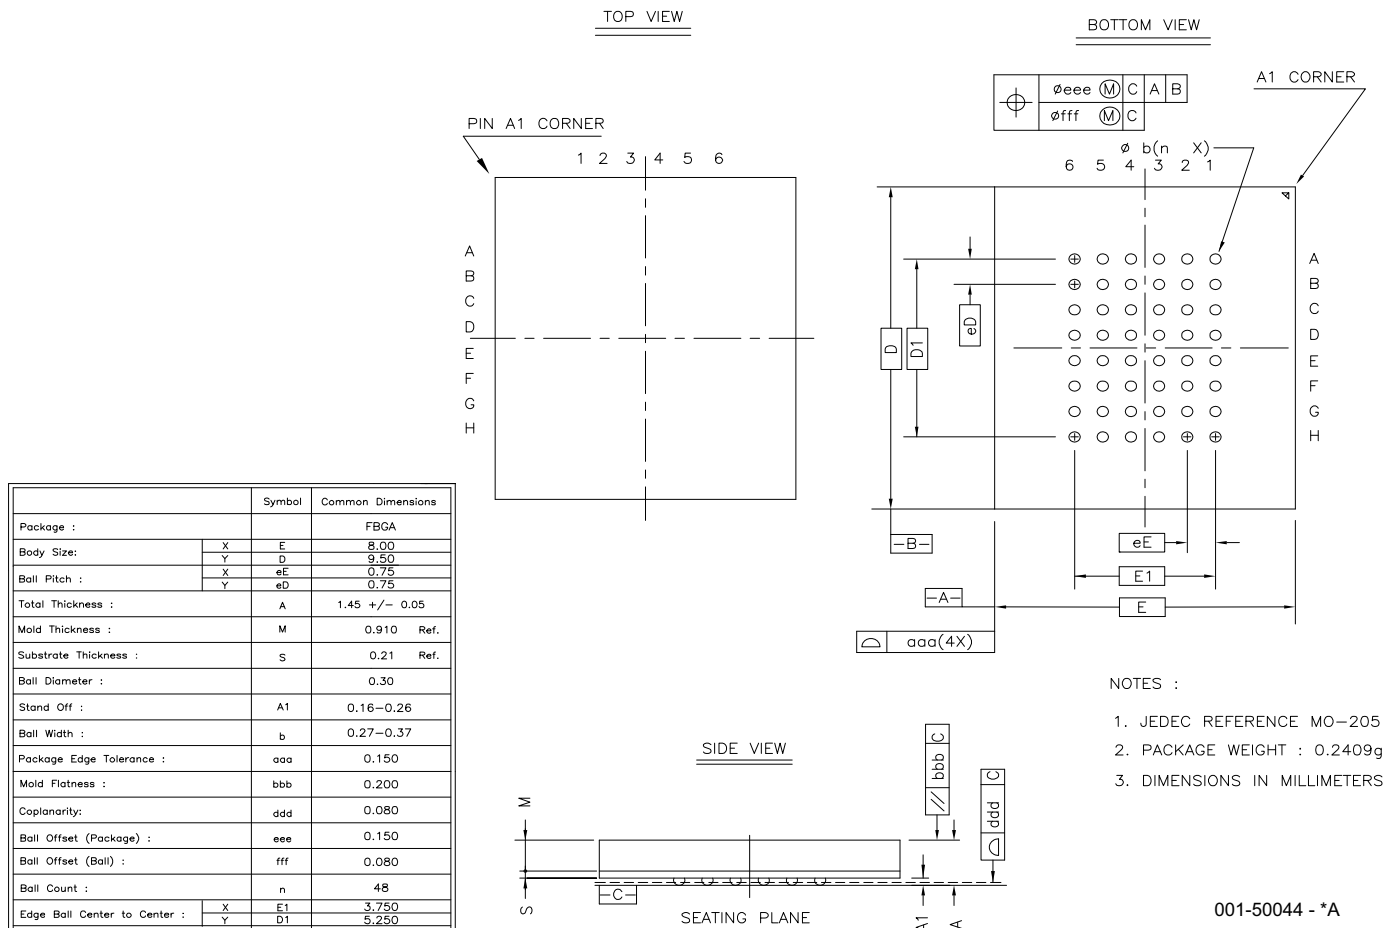 TOP VIEW
BOTTOM VIEW
PIN A1 CORNER
1 2 3 4 5 6
A
B
C
D
E
F
G
H
øeee Ⓜ C A B
øfff Ⓜ C
A1 CORNER
ø b(n X)
6 5 4 3 2 1
A
B
C
D
E
F
G
H
D
D1
eD
-B-
eE
E1
-A-
E
aaa(4X)
Symbol Common Dimensions
Package : FBGA
Body Size: X E 8.00
Y D 9.50
Ball Pitch : X eE 0.75
Y eD 0.75
Total Thickness : A 1.45 +/- 0.05
Mold Thickness : M 0.910 Ref.
Substrate Thickness : S 0.21 Ref.
Ball Diameter : 0.30
Stand Off : A1 0.16-0.26
Ball Width : b 0.27-0.37
Package Edge Tolerance : aaa 0.150
Mold Flatness : bbb 0.200
Coplanarity: ddd 0.080
Ball Offset (Package) : eee 0.150
Ball Offset (Ball) : fff 0.080
Ball Count : n 48
Edge Ball Center to Center : X E1 3.750
Y D1 5.250
SIDE VIEW
M
S
-C-
SEATING PLANE
// bbb C
ddd C
A1
A
NOTES :
1. JEDEC REFERENCE MO-205
2. PACKAGE WEIGHT : 0.2409g
3. DIMENSIONS IN MILLIMETERS
001-50044 - *A